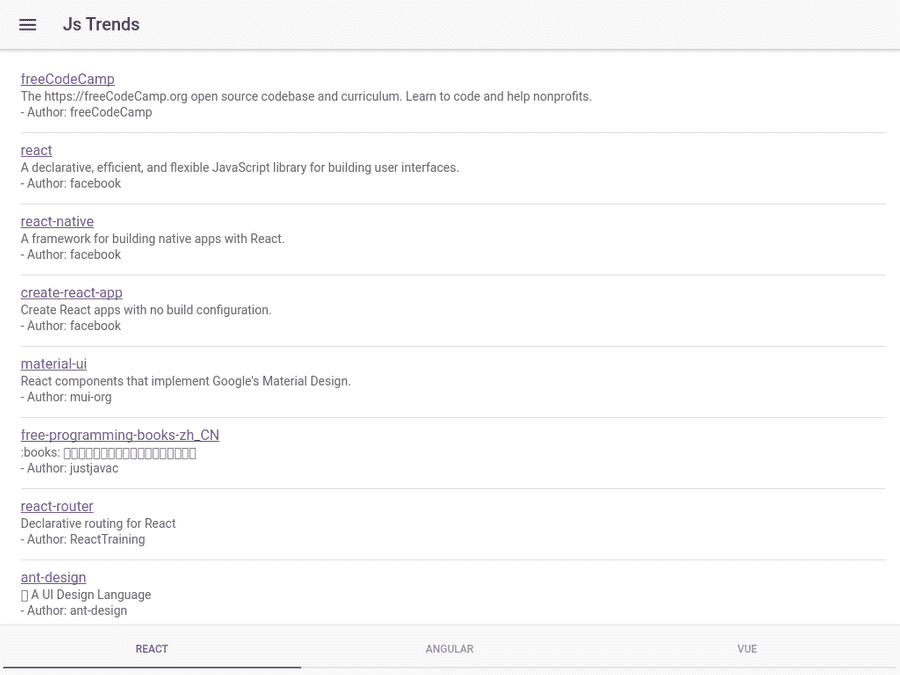 Js Trends
freeCodeCamp
The https://freeCodeCamp.org open source codebase and curriculum. Learn to code and help nonprofits.
- Author: freeCodeCamp
react
A declarative, efficient, and flexible JavaScript library for building user interfaces.
- Author: facebook
react-native
A framework for building native apps with React.
- Author: facebook
create-react-app
Create React apps with no build configuration.
- Author: facebook
material-ui
React components that implement Google's Material Design.
- Author: mui-org
free-programming-books-zh_CN
:books:
- Author: justjavac
react-router
Declarative routing for React
- Author: ReactTraining
ant-design
A UI Design Language
- Author: ant-design
REACT ANGULAR VUE